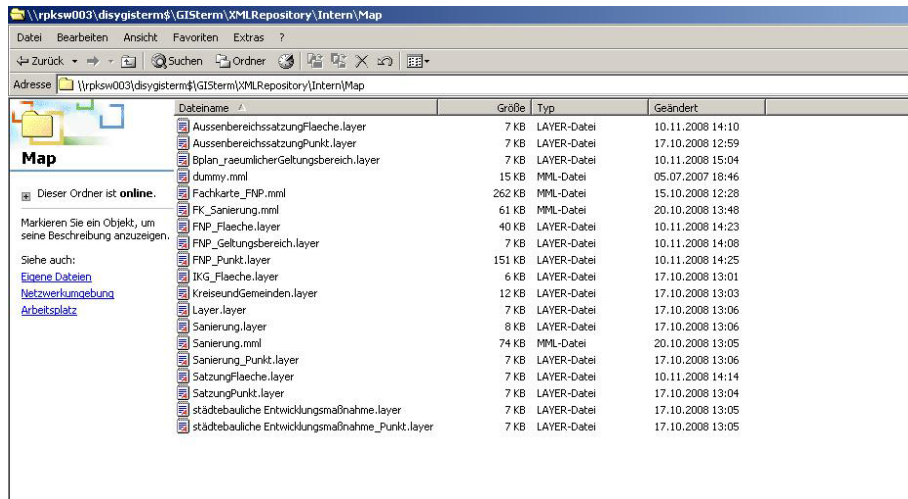 \\rpksw003\disygisterm$\GISterm\XMLRepository\Intern\Map
Datei Bearbeiten Ansicht Favoriten Extras ?
Zurück Suchen Ordner
Adresse \\rpksw003\disygisterm$\GISterm\XMLRepository\Intern\Map
Map
Dieser Ordner ist online.
Markieren Sie ein Objekt, um
seine Beschreibung anzuzeigen.
Siehe auch:
Eigene Dateien
Netzwerkumgebung
Arbeitsplatz
Dateiname Größe Typ Geändert
AussenbereichssatzungFlaeche.layer 7 KB LAYER-Datei 10.11.2008 14:10
AussenbereichssatzungPunkt.layer 7 KB LAYER-Datei 17.10.2008 12:59
Bplan_raeumlicherGeltungsbereich.layer 7 KB LAYER-Datei 10.11.2008 15:04
dummy.mml 15 KB MML-Datei 05.07.2007 18:46
Fachkarte_FNP.mml 262 KB MML-Datei 15.10.2008 12:28
FK_Sanierung.mml 61 KB MML-Datei 20.10.2008 13:48
FNP_Flaeche.layer 40 KB LAYER-Datei 10.11.2008 14:23
FNP_Geltungsbereich.layer 7 KB LAYER-Datei 10.11.2008 14:08
FNP_Punkt.layer 151 KB LAYER-Datei 10.11.2008 14:25
IKG_Flaeche.layer 6 KB LAYER-Datei 17.10.2008 13:01
KreiseundGemeinden.layer 12 KB LAYER-Datei 17.10.2008 13:03
Layer.layer 7 KB LAYER-Datei 17.10.2008 13:06
Sanierung.layer 8 KB LAYER-Datei 17.10.2008 13:06
Sanierung.mml 74 KB MML-Datei 20.10.2008 13:05
Sanierung_Punkt.layer 7 KB LAYER-Datei 17.10.2008 13:06
SatzungFlaeche.layer 7 KB LAYER-Datei 10.11.2008 14:14
SatzungPunkt.layer 7 KB LAYER-Datei 17.10.2008 13:04
städtebauliche Entwicklungsmaßnahme.layer 7 KB LAYER-Datei 17.10.2008 13:05
städtebauliche Entwicklungsmaßnahme_Punkt.layer 7 KB LAYER-Datei 17.10.2008 13:05